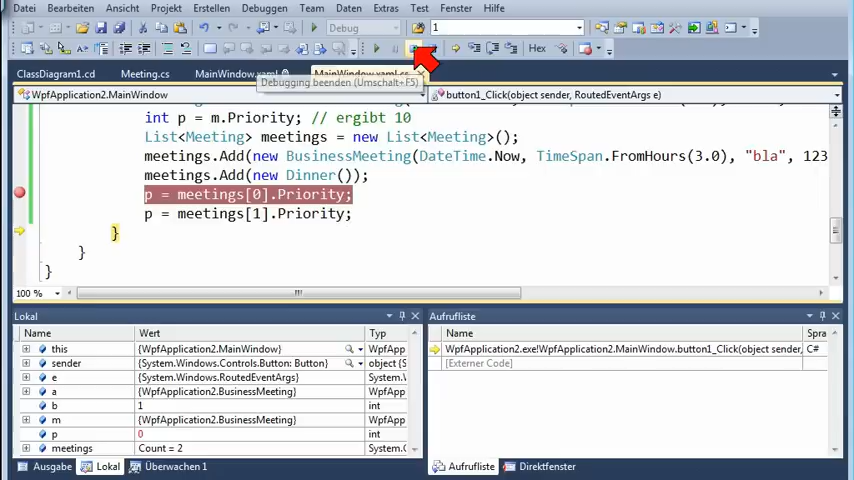 Datei Bearbeiten Ansicht Projekt Erstellen Debuggen Team Daten Extras Test Fenster Hilfe
Debug 1
Hex
ClassDiagram1.cd Meeting.cs MainWindow.xaml MainWindow.xaml.cs
Debugging beenden (Umschalt+F5)
WpfApplication2.MainWindow button1_Click(object sender, RoutedEventArgs e)
int p = m.Priority; // ergibt 10
List<Meeting> meetings = new List<Meeting>();
meetings.Add(new BusinessMeeting(DateTime.Now, TimeSpan.FromHours(3.0), "bla", 123
meetings.Add(new Dinner());
p = meetings[0].Priority;
p = meetings[1].Priority;
}
}
}
100 %
Lokal Aufrufliste
Name Wert Typ Name Spra
this {WpfApplication2.MainWindow} WpfApp WpfApplication2.exe!WpfApplication2.MainWindow.button1_Click(object sender, C#
sender {System.Windows.Controls.Button: Button} object {S [Externer Code]
e {System.Windows.RoutedEventArgs} System.W
a {WpfApplication2.BusinessMeeting} WpfApp
b 1 int
m {WpfApplication2.BusinessMeeting} WpfApp
p 0 int
meetings Count = 2 System.C
Ausgabe Lokal Überwachen 1 Aufrufliste Direktfenster